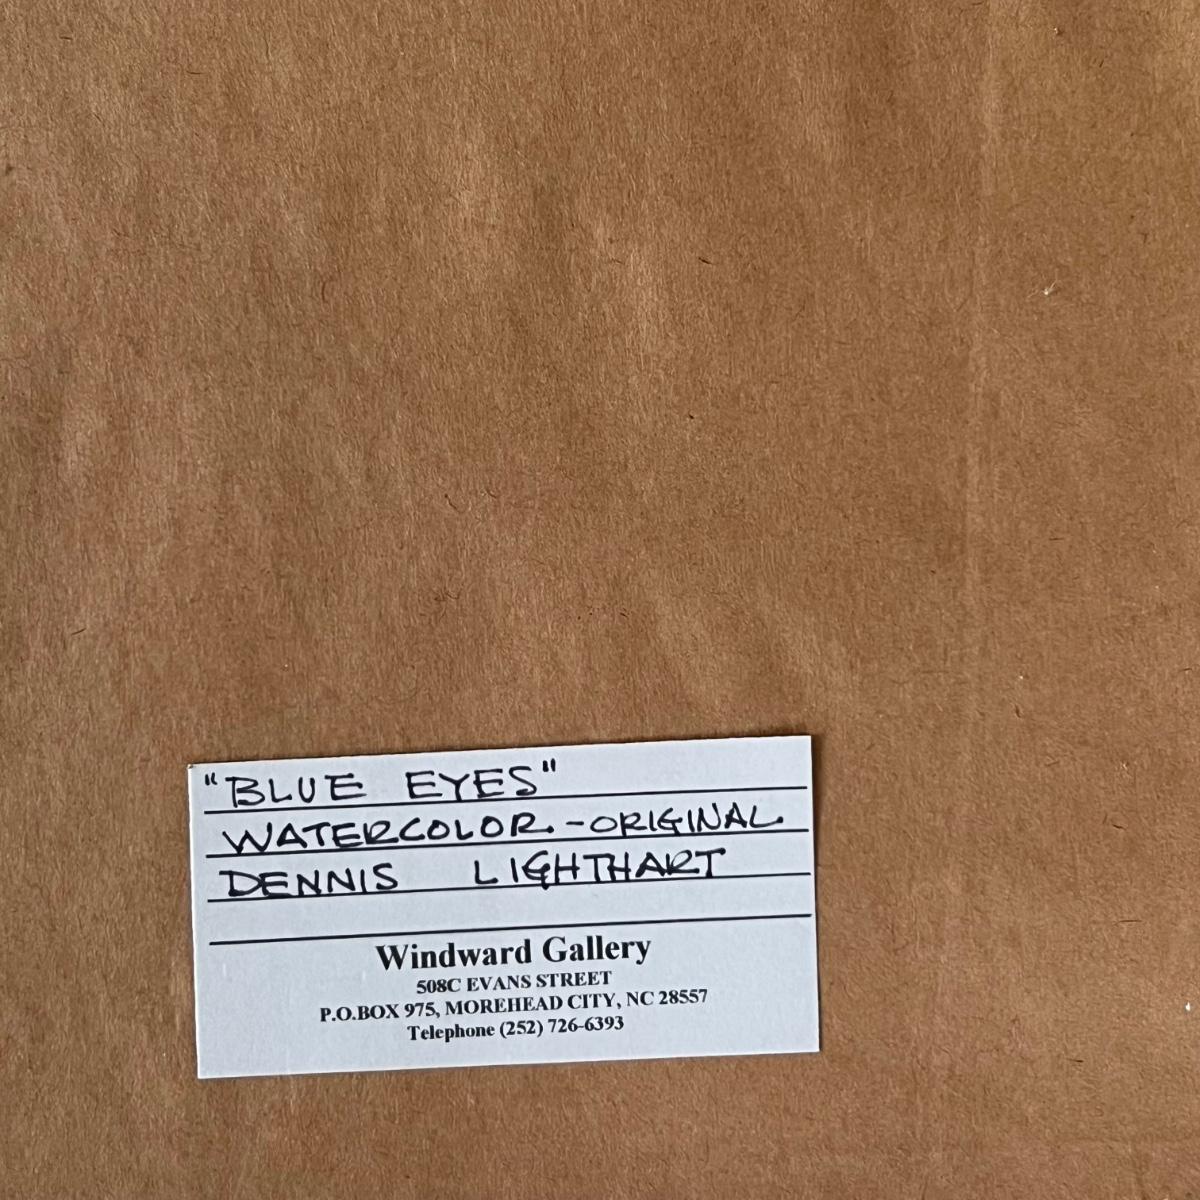 "BLUE EYES"
WATERCOLOR - ORIGINAL
DENNIS LIGHTHART
Windward Gallery
508C EVANS STREET
P.O.BOX 975, MOREHEAD CITY, NC 28557
Telephone (252) 726-6393